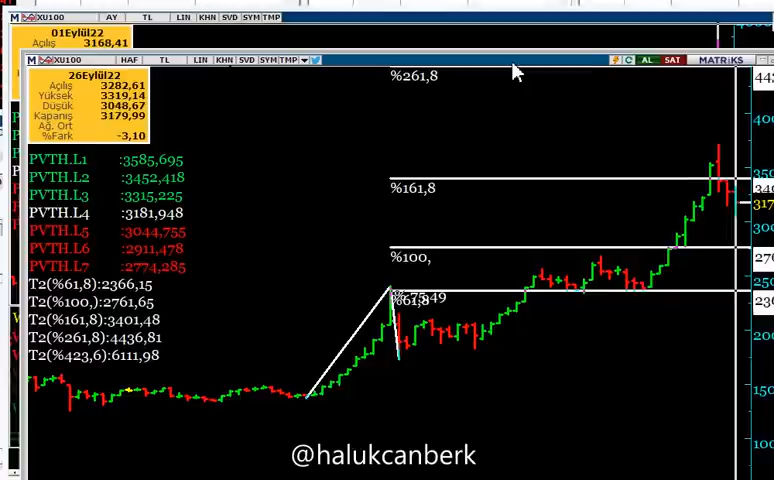 XU100 AY TL LIN KHN SVD SYM TMP
01Eylül22
Açılış 3168,41
XU100 HAF TL LIN KHN SVD SYM TMP AL SAT MATRİKS
26Eylül22
Açılış 3282,61
Yüksek 3319,14
Düşük 3048,67
Kapanış 3179,99
Ağ. Ort
%Fark -3,10
%261,8
PVTH.L1 :3585,695
PVTH.L2 :3452,418
PVTH.L3 :3315,225
PVTH.L4 :3181,948
PVTH.L5 :3044,755
PVTH.L6 :2911,478
PVTH.L7 :2774,285
T2(%61,8):2366,15
T2(%100,):2761,65
T2(%161,8):3401,48
T2(%261,8):4436,81
T2(%423,6):6111,98
%161,8
%100,
%61,8
@halukcanberk